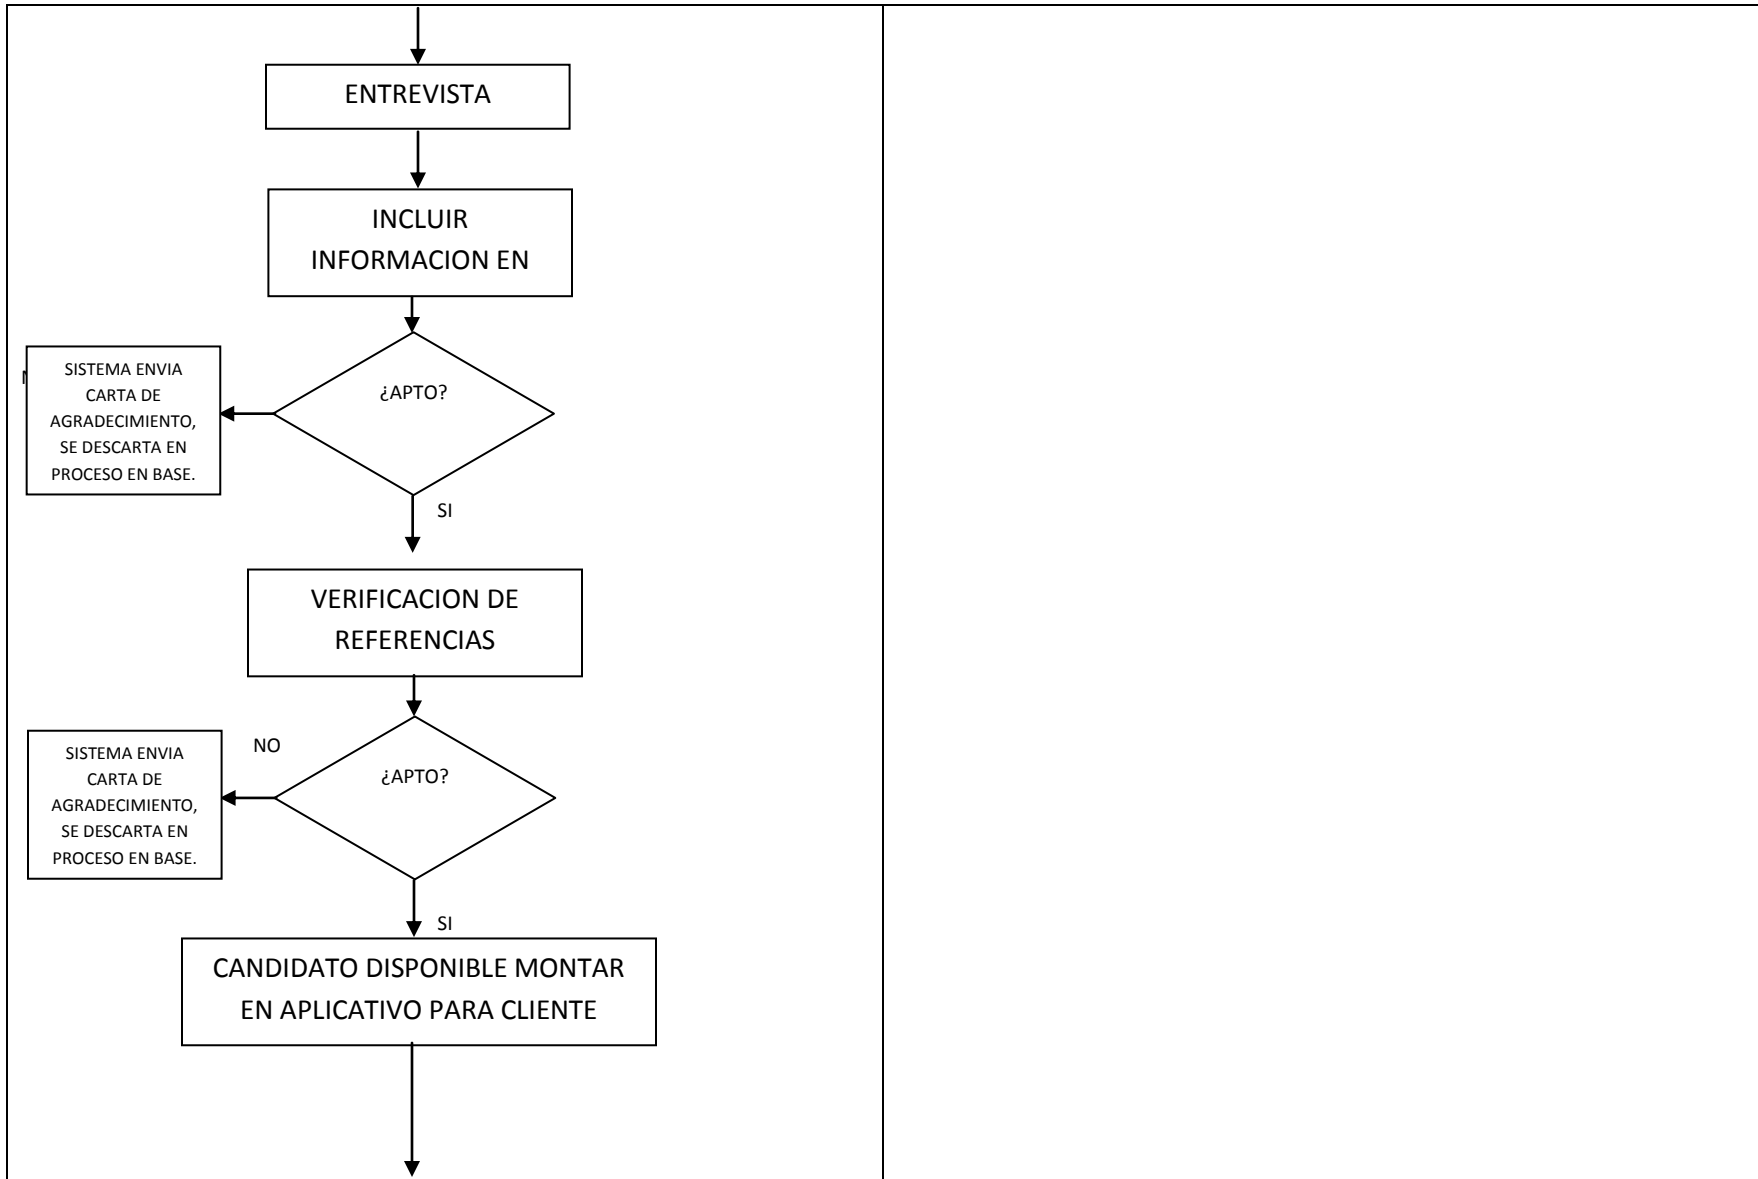 ENTREVISTA
INCLUIR
INFORMACION EN
SISTEMA ENVIA
CARTA DE
AGRADECIMIENTO,
SE DESCARTA EN
PROCESO EN BASE.
¿APTO?
SI
VERIFICACION DE
REFERENCIAS
SISTEMA ENVIA
CARTA DE
AGRADECIMIENTO,
SE DESCARTA EN
PROCESO EN BASE.
NO
¿APTO?
SI
CANDIDATO DISPONIBLE MONTAR
EN APLICATIVO PARA CLIENTE